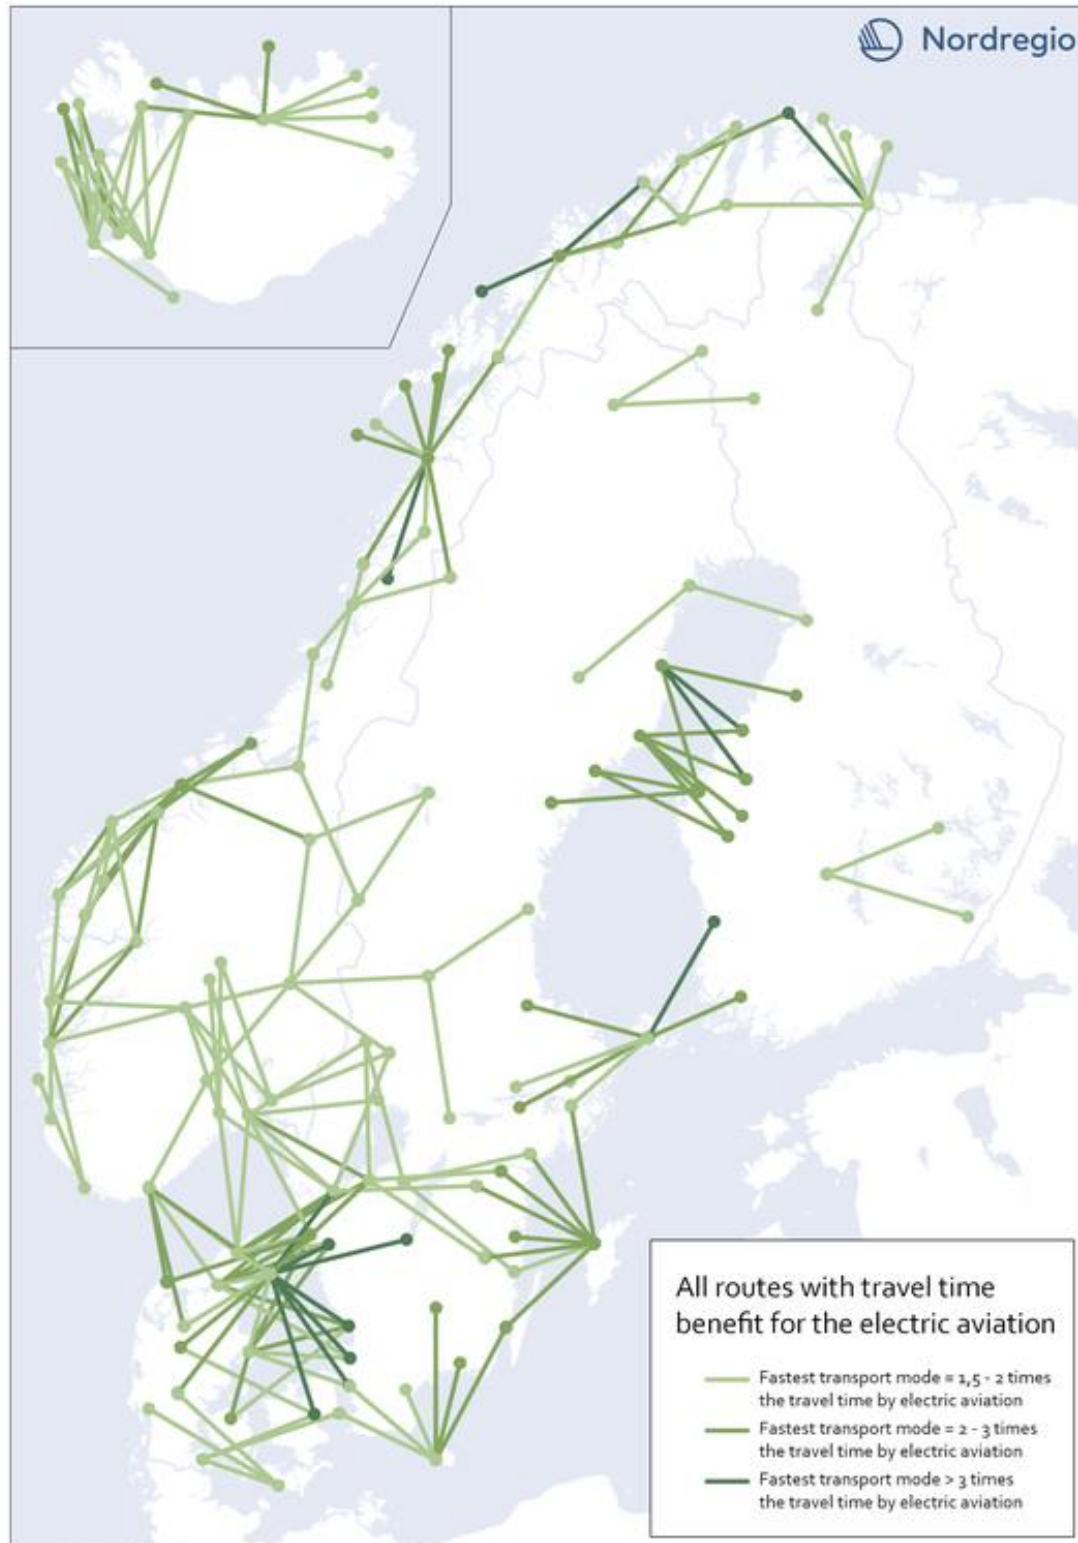 Nordregio
All routes with travel time
benefit for the electric aviation
Fastest transport mode = 1,5 - 2 times
the travel time by electric aviation
Fastest transport mode = 2 - 3 times
the travel time by electric aviation
Fastest transport mode > 3 times
the travel time by electric aviation